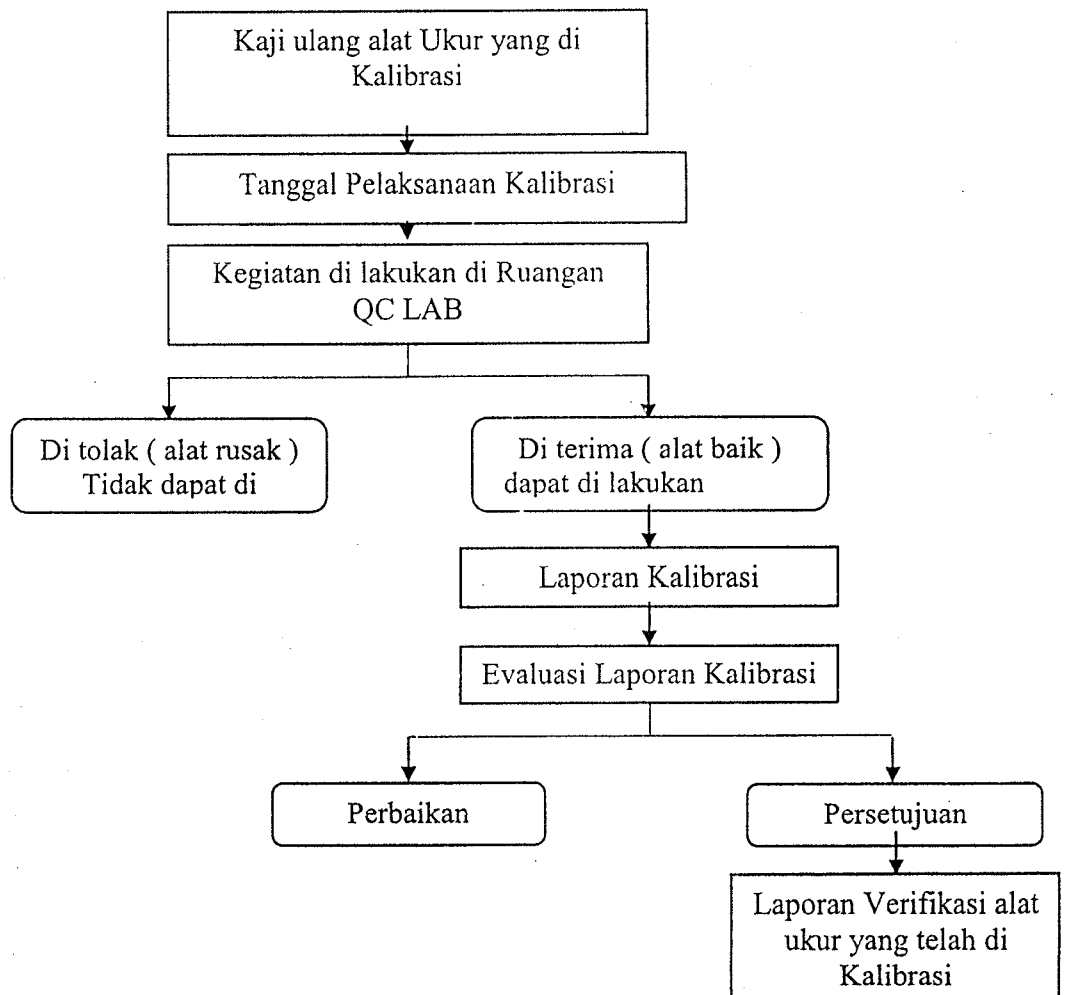 Kaji ulang alat Ukur yang di
Kalibrasi
Tanggal Pelaksanaan Kalibrasi
Kegiatan di lakukan di Ruangan
QC LAB
Di tolak ( alat rusak )
Tidak dapat di
Di terima ( alat baik )
dapat di lakukan
Laporan Kalibrasi
Evaluasi Laporan Kalibrasi
Perbaikan
Persetujuan
Laporan Verifikasi alat
ukur yang telah di
Kalibrasi